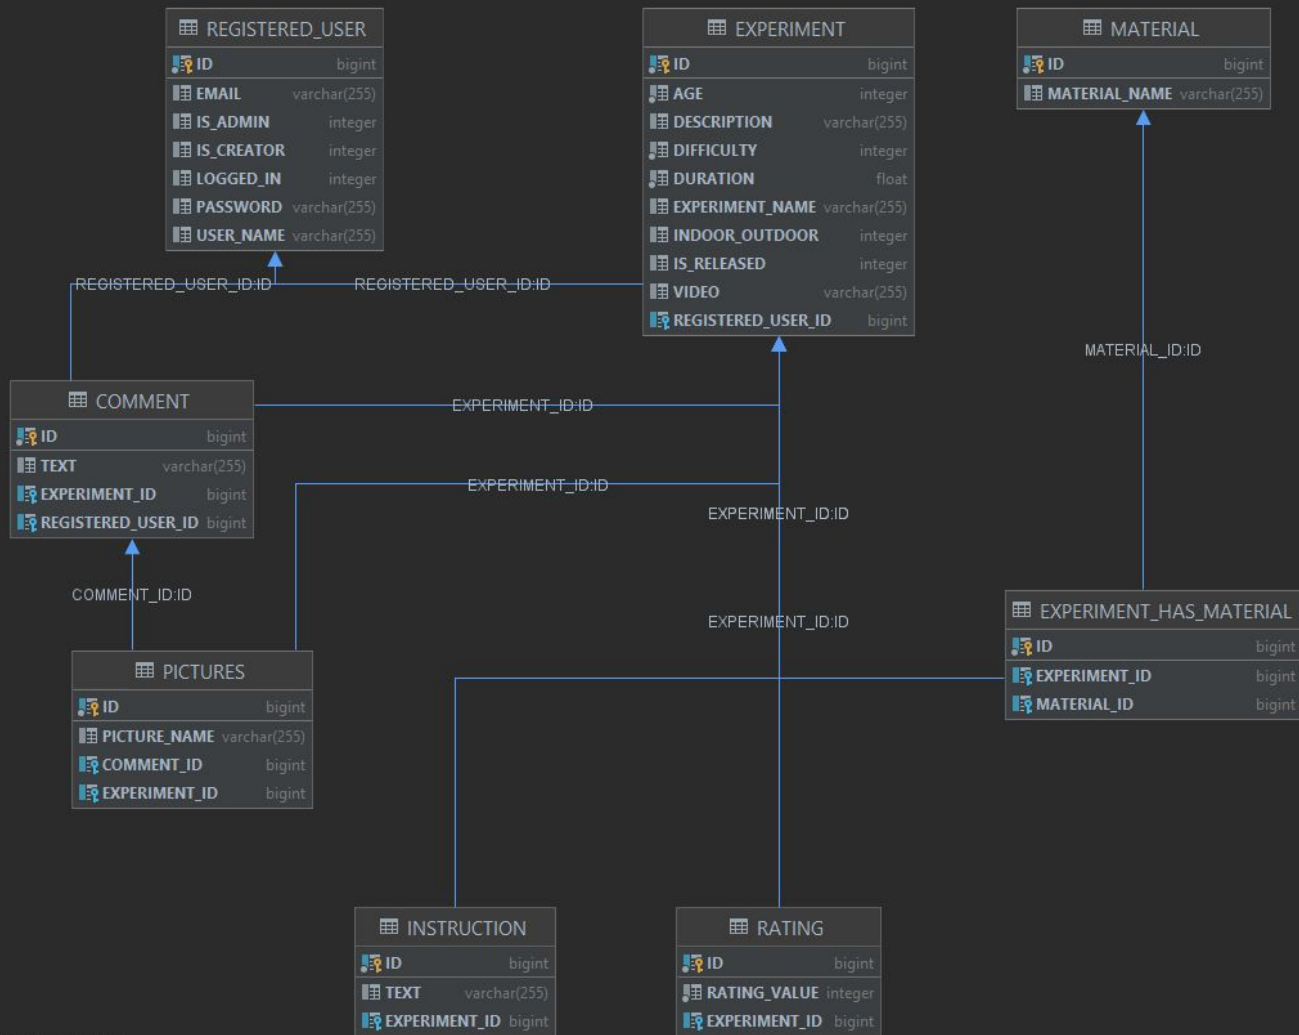 REGISTERED_USER
ID bigint
EMAIL varchar(255)
IS_ADMIN integer
IS_CREATOR integer
LOGGED_IN integer
PASSWORD varchar(255)
USER_NAME varchar(255)
EXPERIMENT
ID bigint
AGE integer
DESCRIPTION varchar(255)
DIFFICULTY integer
DURATION float
EXPERIMENT_NAME varchar(255)
INDOOR_OUTDOOR integer
IS_RELEASED integer
VIDEO varchar(255)
REGISTERED_USER_ID bigint
MATERIAL
ID bigint
MATERIAL_NAME varchar(255)
REGISTERED_USER_ID:ID
REGISTERED_USER_ID:ID
MATERIAL_ID:ID
COMMENT
ID bigint
TEXT varchar(255)
EXPERIMENT_ID bigint
REGISTERED_USER_ID bigint
EXPERIMENT_ID:ID
EXPERIMENT_ID:ID
EXPERIMENT_ID:ID
COMMENT_ID:ID
EXPERIMENT_ID:ID
EXPERIMENT_HAS_MATERIAL
ID bigint
EXPERIMENT_ID bigint
MATERIAL_ID bigint
PICTURES
ID bigint
PICTURE_NAME varchar(255)
COMMENT_ID bigint
EXPERIMENT_ID bigint
INSTRUCTION
ID bigint
TEXT varchar(255)
EXPERIMENT_ID bigint
RATING
ID bigint
RATING_VALUE integer
EXPERIMENT_ID bigint